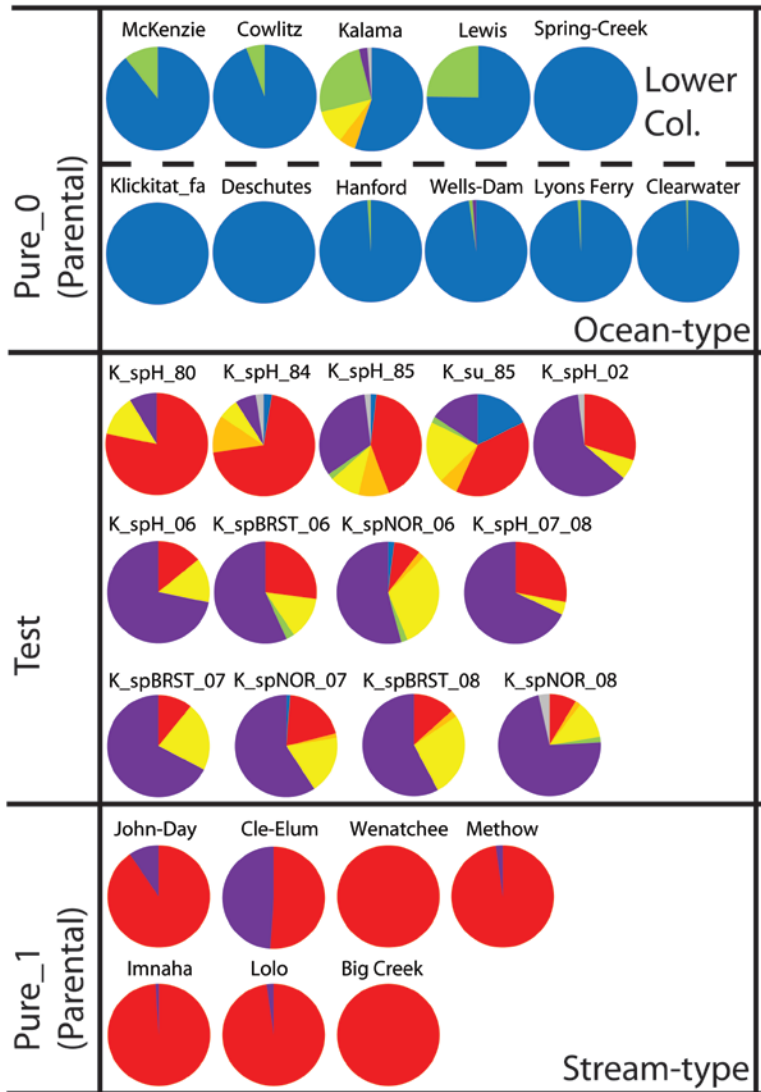 McKenzie Cowlitz Kalama Lewis Spring-Creek
Lower
Col.
Pure_0
(Parental)
Klickitat_fa Deschutes Hanford Wells-Dam Lyons Ferry Clearwater
Ocean-type
Test
K_spH_80 K_spH_84 K_spH_85 K_su_85 K_spH_02
K_spH_06 K_spBRST_06 K_spNOR_06 K_spH_07_08
K_spBRST_07 K_spNOR_07 K_spBRST_08 K_spNOR_08
Pure_1
(Parental)
John-Day Cle-Elum Wenatchee Methow
Imnaha Lolo Big Creek
Stream-type